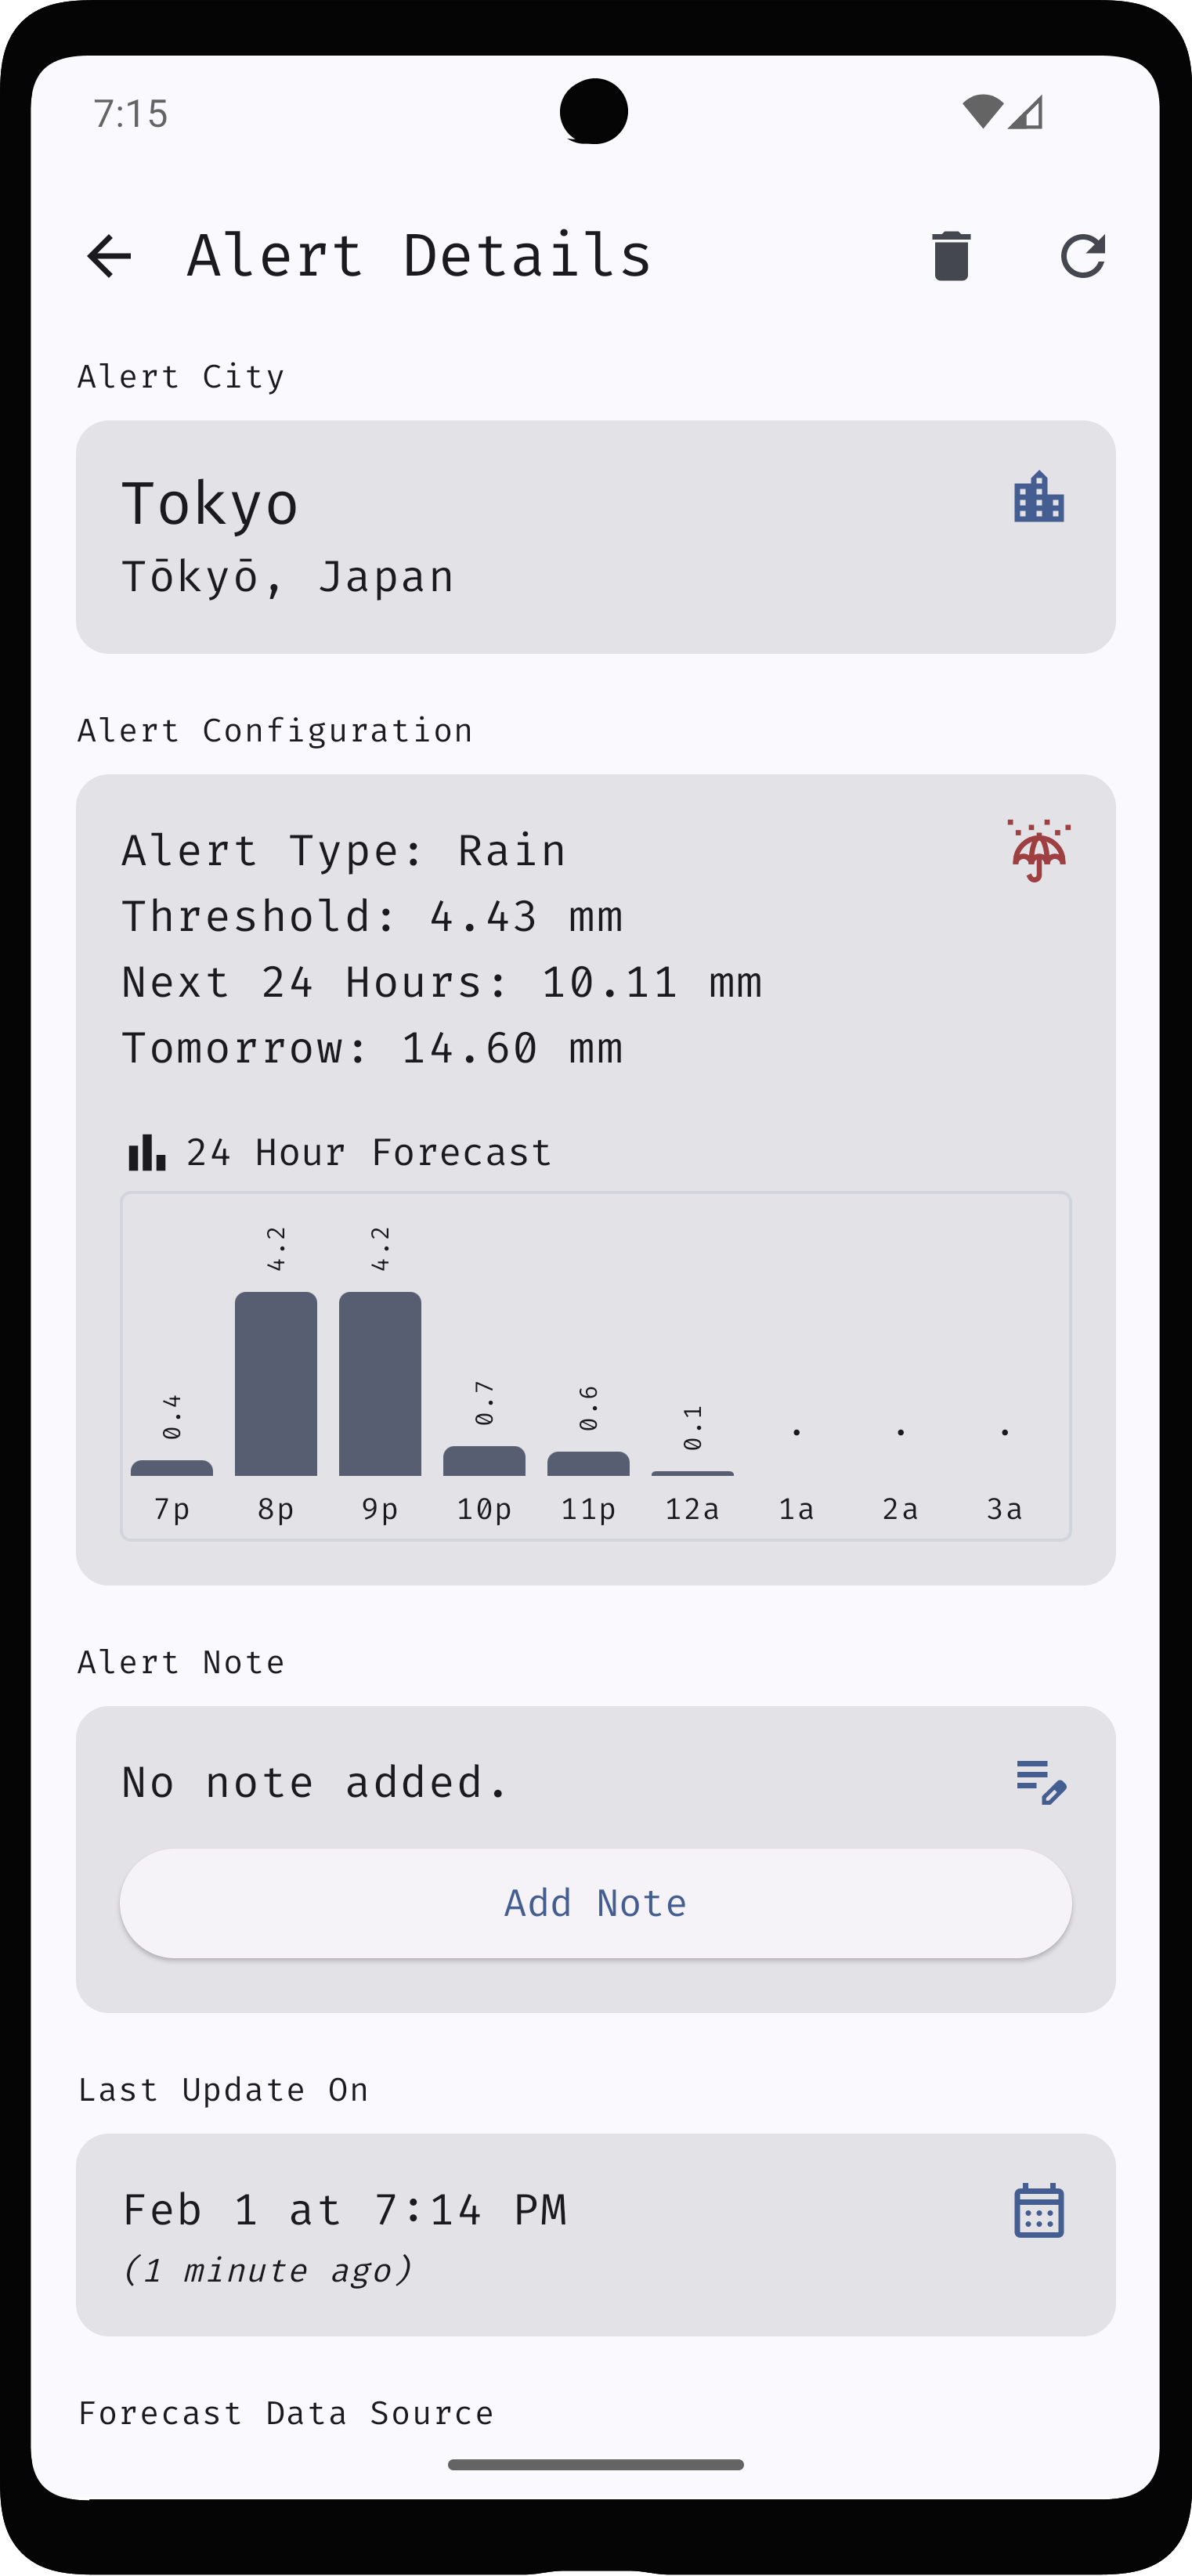 7:15
Alert Details
Alert City
Tokyo
Tōkyō, Japan
Alert Configuration
Alert Type: Rain
Threshold: 4.43 mm
Next 24 Hours: 10.11 mm
Tomorrow: 14.60 mm
24 Hour Forecast
0.4 4.2 4.2 0.7 0.6 0.1 . . .
7p 8p 9p 10p 11p 12a 1a 2a 3a
Alert Note
No note added.
Add Note
Last Update On
Feb 1 at 7:14 PM
(1 minute ago)
Forecast Data Source